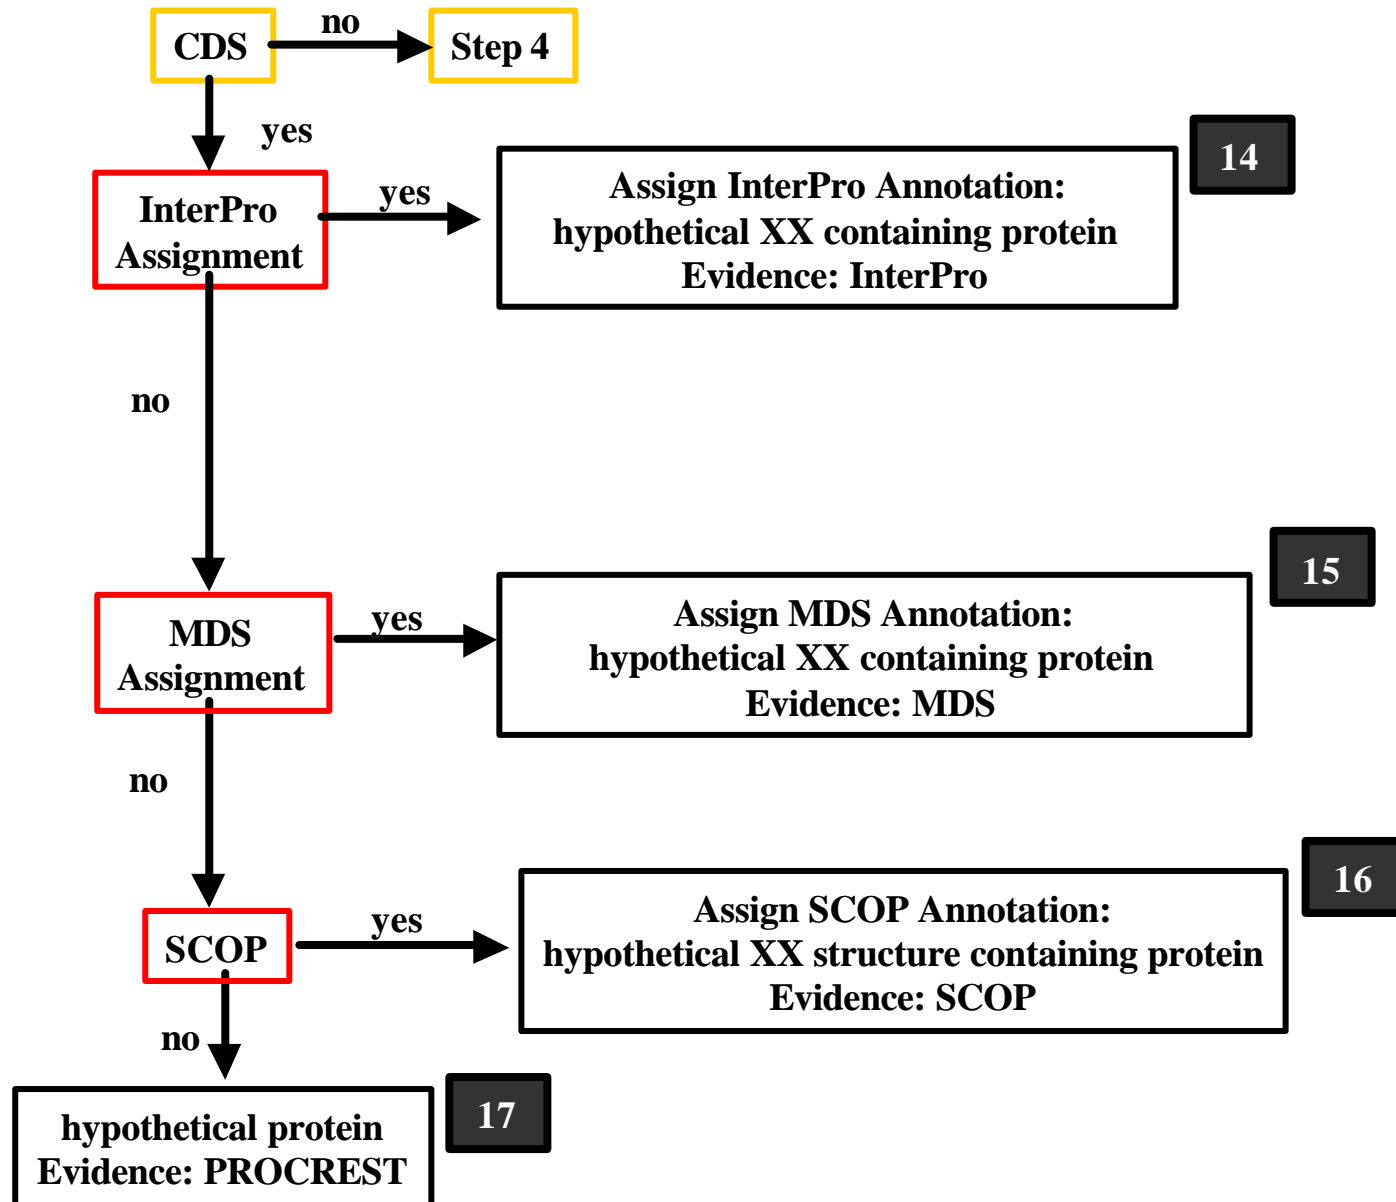 CDS
no
Step 4
yes
InterPro
Assignment
yes
Assign InterPro Annotation:
hypothetical XX containing protein
Evidence: InterPro
14
no
MDS
Assignment
yes
Assign MDS Annotation:
hypothetical XX containing protein
Evidence: MDS
15
no
SCOP
yes
Assign SCOP Annotation:
hypothetical XX structure containing protein
Evidence: SCOP
16
no
hypothetical protein
Evidence: PROCREST
17